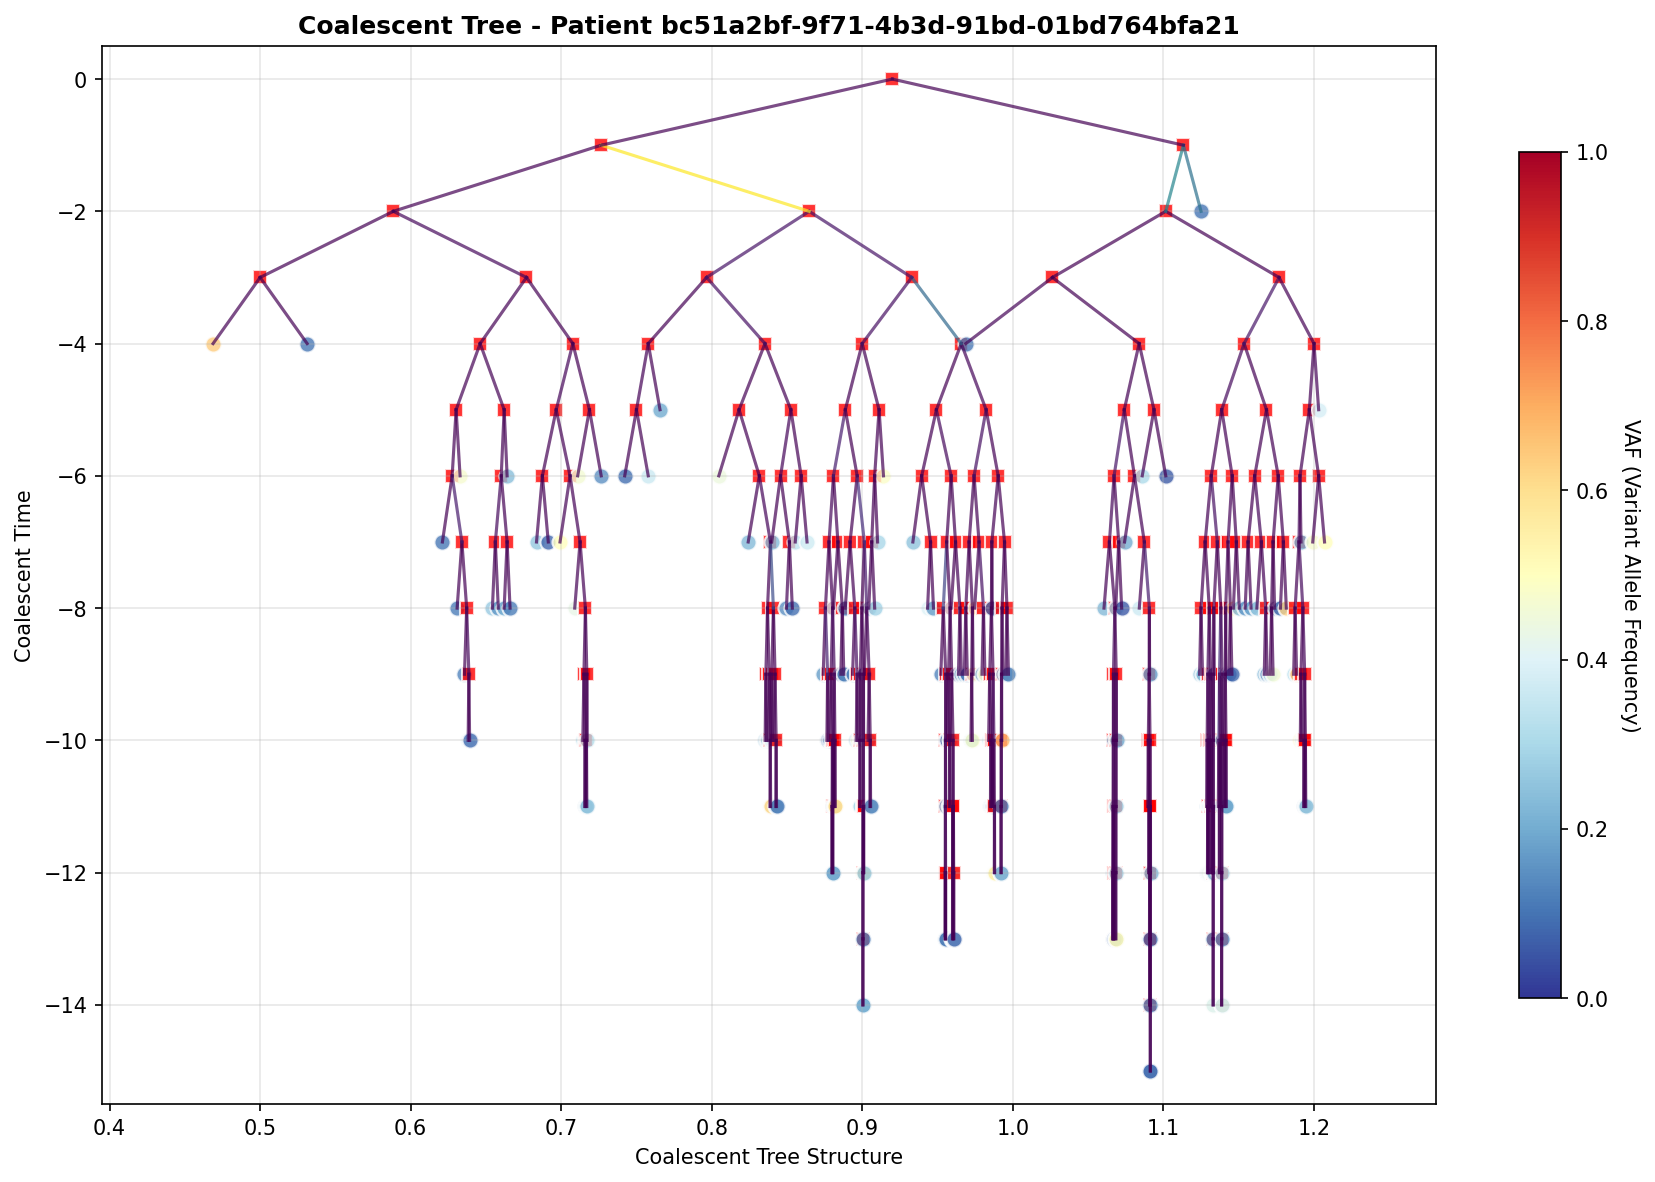 Coalescent Tree - Patient bc51a2bf-9f71-4b3d-91bd-01bd764bfa21
Coalescent Time
0
−2
−4
−6
−8
−10
−12
−14
0.4 0.5 0.6 0.7 0.8 0.9 1.0 1.1 1.2
Coalescent Tree Structure
1.0
0.8
0.6
0.4
0.2
0.0
VAF (Variant Allele Frequency)